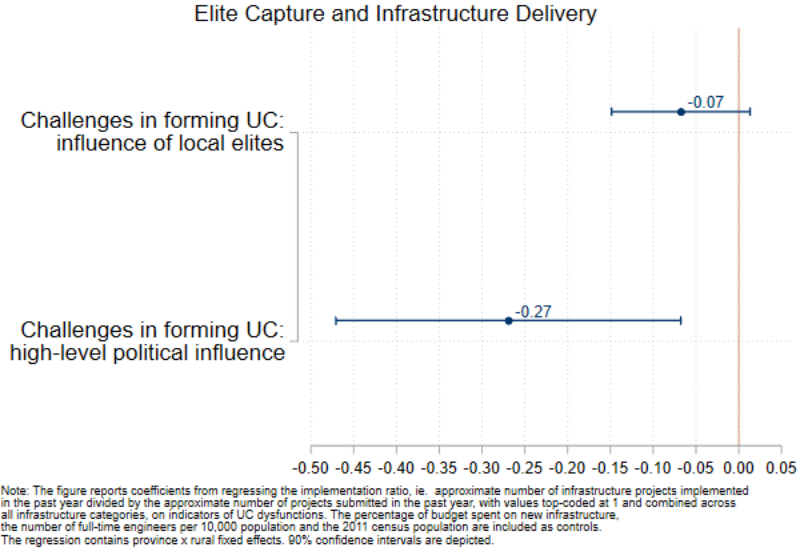 Elite Capture and Infrastructure Delivery
-0.07
Challenges in forming UC:
influence of local elites
-0.27
Challenges in forming UC:
high-level political influence
-0.50 -0.45 -0.40 -0.35 -0.30 -0.25 -0.20 -0.15 -0.10 -0.05 0.00 0.05
Note: The figure reports coefficients from regressing the implementation ratio, ie. approximate number of infrastructure projects implemented
in the past year divided by the approximate number of projects submitted in the past year, with values top-coded at 1 and combined across
all infrastructure categories, on indicators of UC dysfunctions. The percentage of budget spent on new infrastructure,
the number of full-time engineers per 10,000 population and the 2011 census population are included as controls.
The regression contains province x rural fixed effects. 90% confidence intervals are depicted.